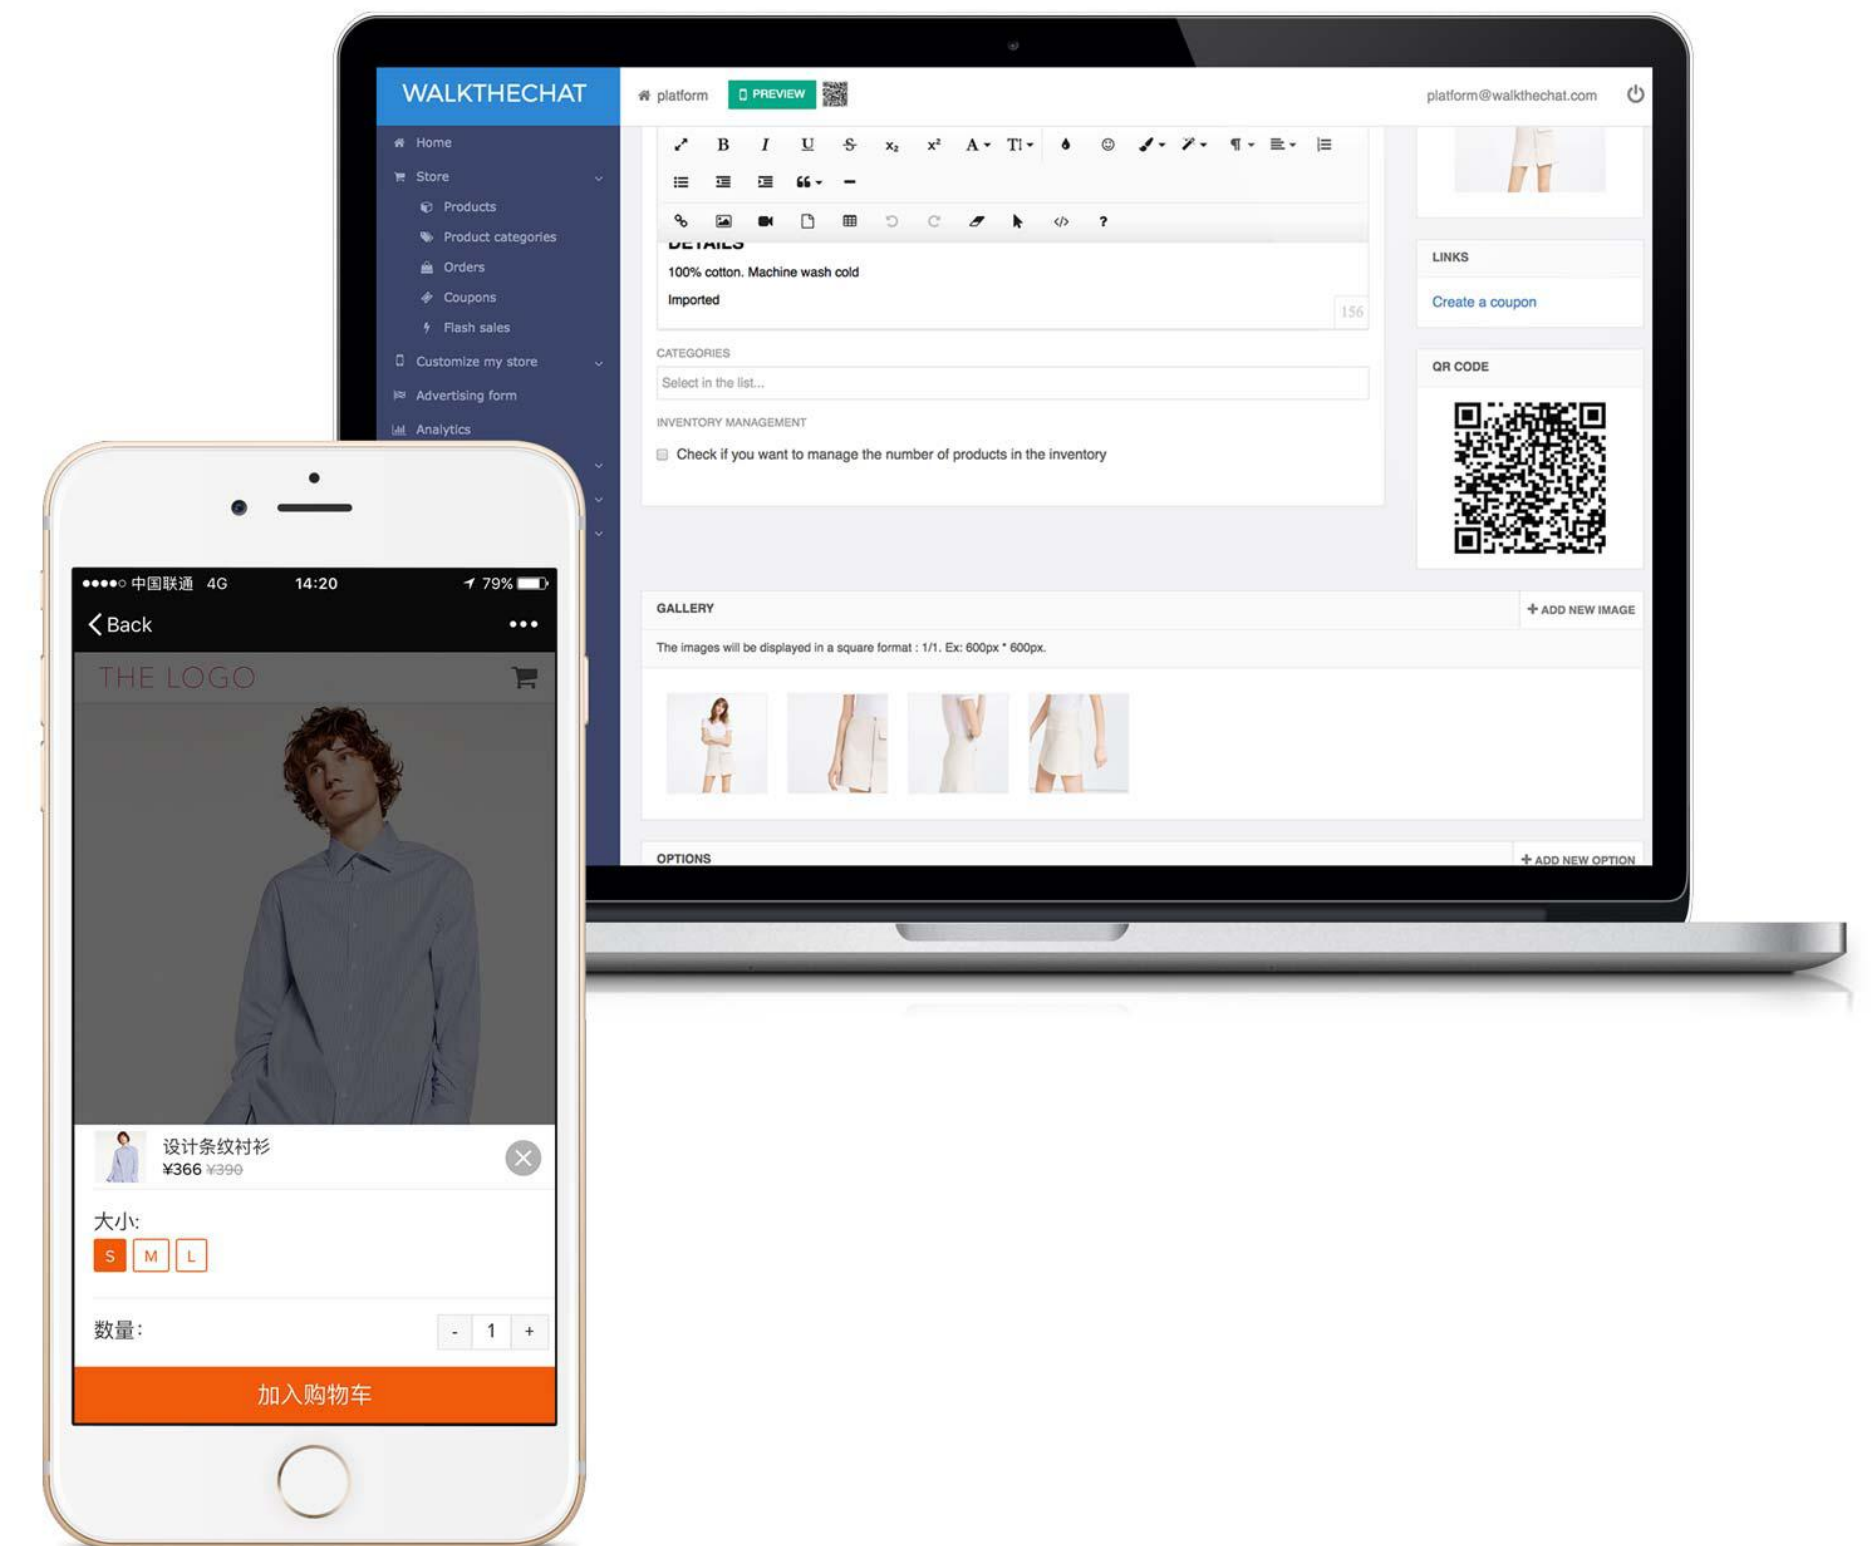 WALKTHECHAT
platform
PREVIEW
platform@walkthechat.com
Home
Store
Products
Product categories
Orders
Coupons
Flash sales
Customize my store
Advertising form
Analytics
B I U S x₂ x² A T
?
DETAILS
100% cotton. Machine wash cold
Imported
156
CATEGORIES
Select in the list...
INVENTORY MANAGEMENT
Check if you want to manage the number of products in the inventory
LINKS
Create a coupon
QR CODE
GALLERY
+ ADD NEW IMAGE
The images will be displayed in a square format : 1/1. Ex: 600px * 600px.
OPTIONS
+ ADD NEW OPTION
中国联通 4G 14:20 79%
Back
THE LOGO
设计条纹衬衫
¥366 ¥390
大小:
S M L
数量:
- 1 +
加入购物车